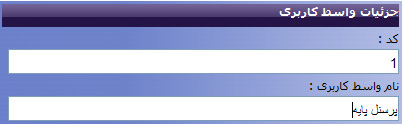 جزئیات واسط کاربری
کد :
1
نام واسط کاربری :
پرسنل پایه